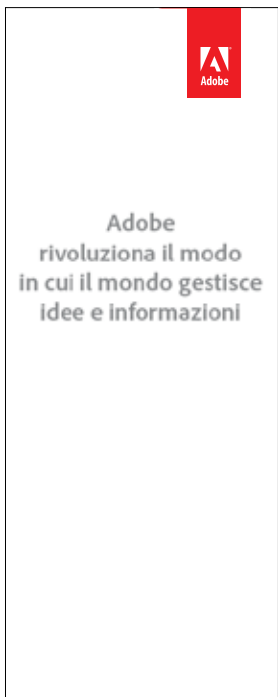 Adobe
Adobe
rivoluziona il modo
in cui il mondo gestisce
idee e informazioni